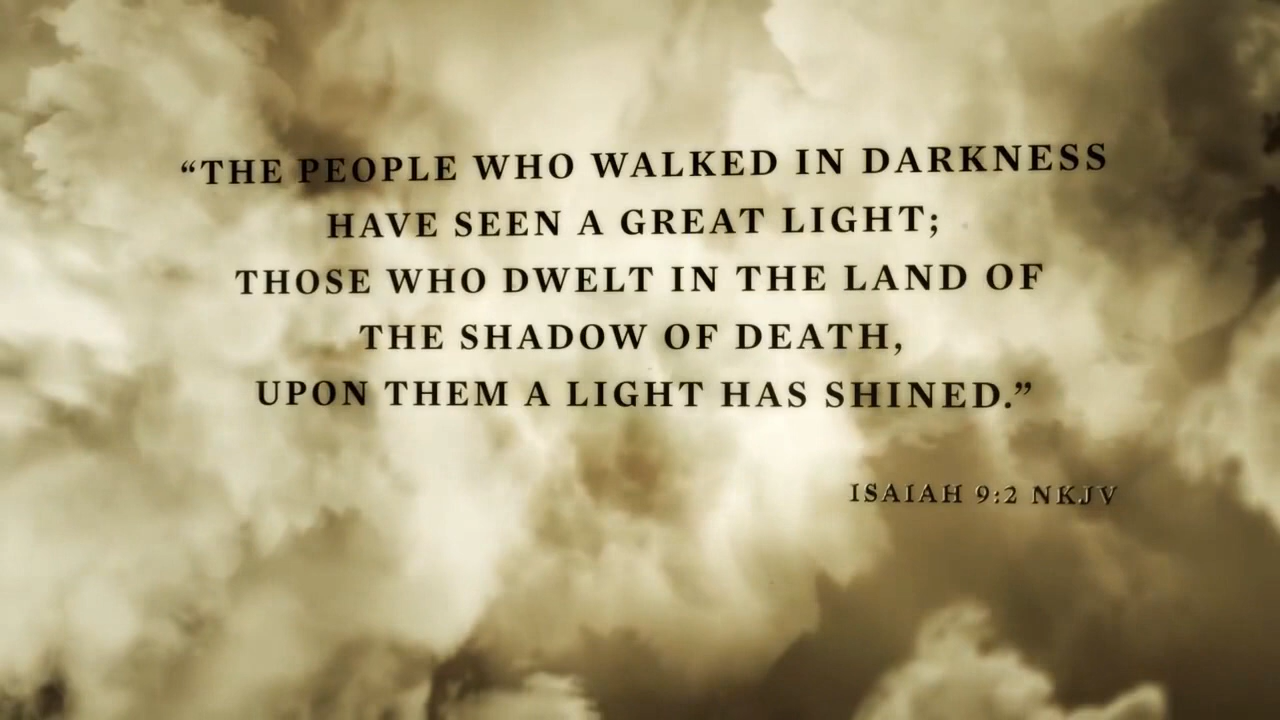 “THE PEOPLE WHO WALKED IN DARKNESS
HAVE SEEN A GREAT LIGHT;
THOSE WHO DWELT IN THE LAND OF
THE SHADOW OF DEATH,
UPON THEM A LIGHT HAS SHINED.”
ISAIAH 9:2 NKJV